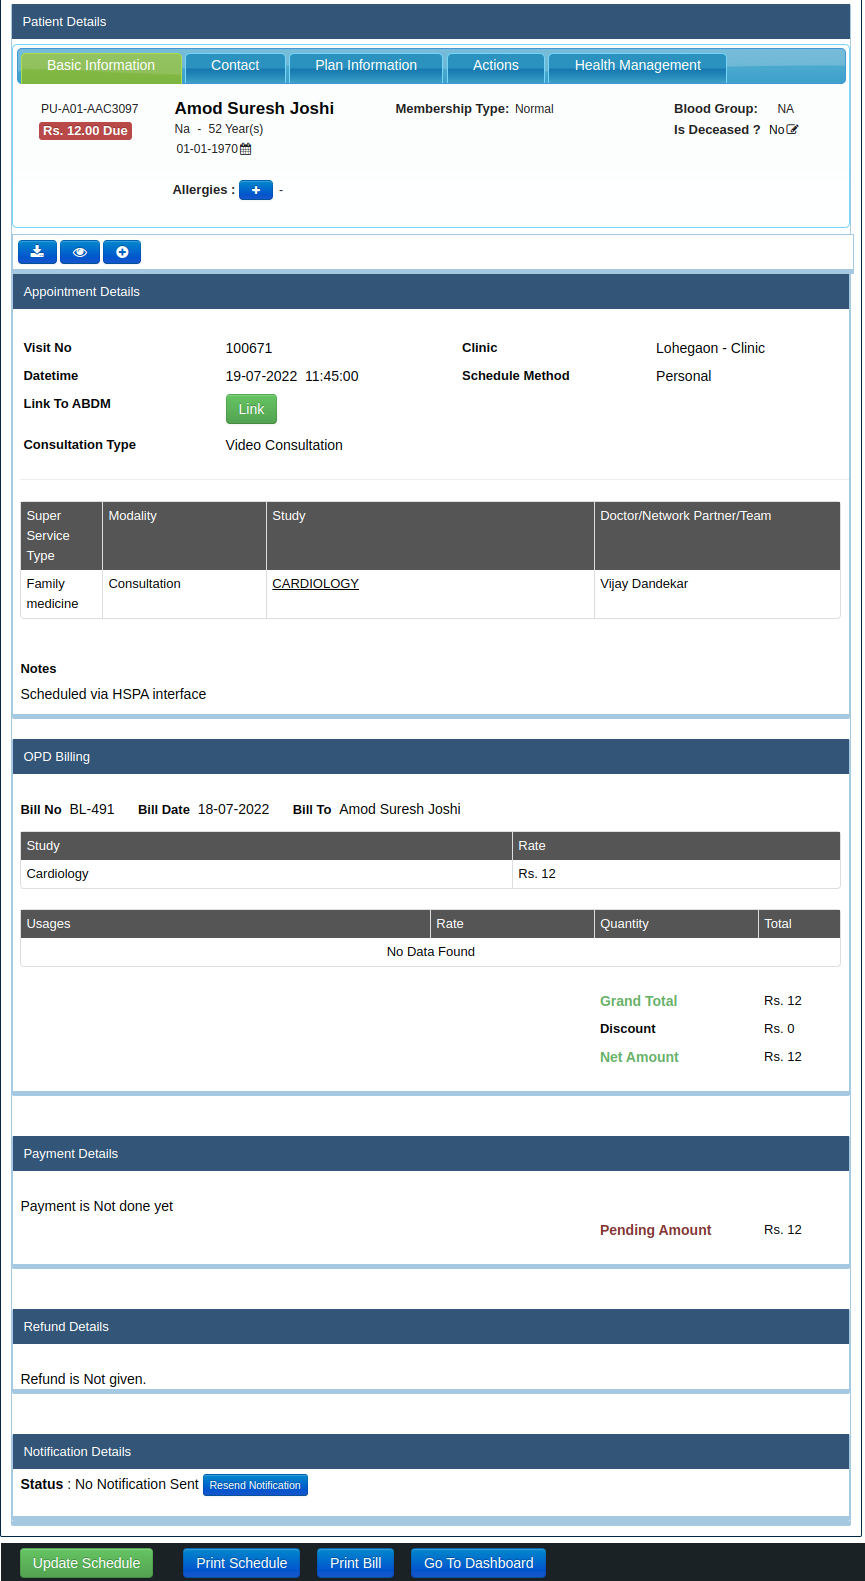 Patient Details
Basic Information Contact Plan Information Actions Health Management
PU-A01-AAC3097 Amod Suresh Joshi Membership Type: Normal Blood Group: NA
Rs. 12.00 Due Na - 52 Year(s) Is Deceased ? No
01-01-1970
Allergies : + -
Appointment Details
Visit No 100671 Clinic Lohegaon - Clinic
Datetime 19-07-2022 11:45:00 Schedule Method Personal
Link To ABDM Link
Consultation Type Video Consultation
Super Service Type Modality Study Doctor/Network Partner/Team
Family medicine Consultation CARDIOLOGY Vijay Dandekar
Notes
Scheduled via HSPA interface
OPD Billing
Bill No BL-491 Bill Date 18-07-2022 Bill To Amod Suresh Joshi
Study Rate
Cardiology Rs. 12
Usages Rate Quantity Total
No Data Found
Grand Total Rs. 12
Discount Rs. 0
Net Amount Rs. 12
Payment Details
Payment is Not done yet
Pending Amount Rs. 12
Refund Details
Refund is Not given.
Notification Details
Status : No Notification Sent Resend Notification
Update Schedule Print Schedule Print Bill Go To Dashboard